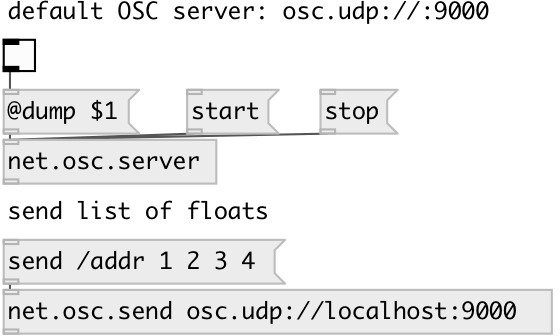 default OSC server: osc.udp://:9000
@dump $1 start stop
net.osc.server
send list of floats
send /addr 1 2 3 4
net.osc.send osc.udp://localhost:9000